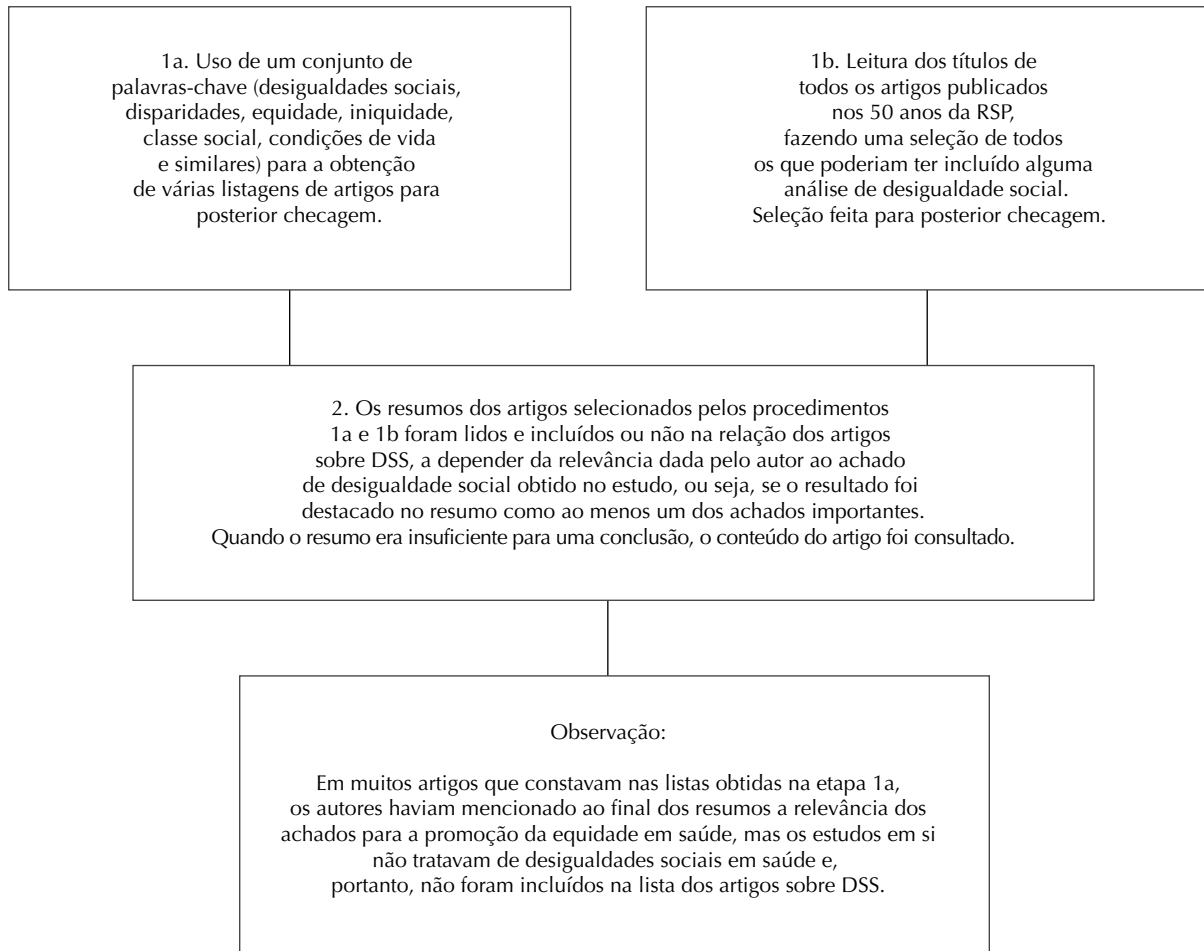 1a. Uso de um conjunto de
palavras-chave (desigualdades sociais,
disparidades, equidade, iniquidade,
classe social, condições de vida
e similares) para a obtenção
de várias listagens de artigos para
posterior checagem.
1b. Leitura dos títulos de
todos os artigos publicados
nos 50 anos da RSP,
fazendo uma seleção de todos
os que poderiam ter incluído alguma
análise de desigualdade social.
Seleção feita para posterior checagem.
2. Os resumos dos artigos selecionados pelos procedimentos
1a e 1b foram lidos e incluídos ou não na relação dos artigos
sobre DSS, a depender da relevância dada pelo autor ao achado
de desigualdade social obtido no estudo, ou seja, se o resultado foi
destacado no resumo como ao menos um dos achados importantes.
Quando o resumo era insuficiente para uma conclusão, o conteúdo do artigo foi consultado.
Observação:
Em muitos artigos que constavam nas listas obtidas na etapa 1a,
os autores haviam mencionado ao final dos resumos a relevância dos
achados para a promoção da equidade em saúde, mas os estudos em si
não tratavam de desigualdades sociais em saúde e,
portanto, não foram incluídos na lista dos artigos sobre DSS.